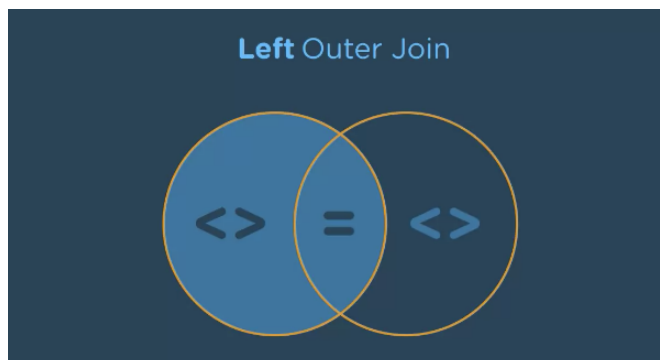 Left Outer Join
<> = <>